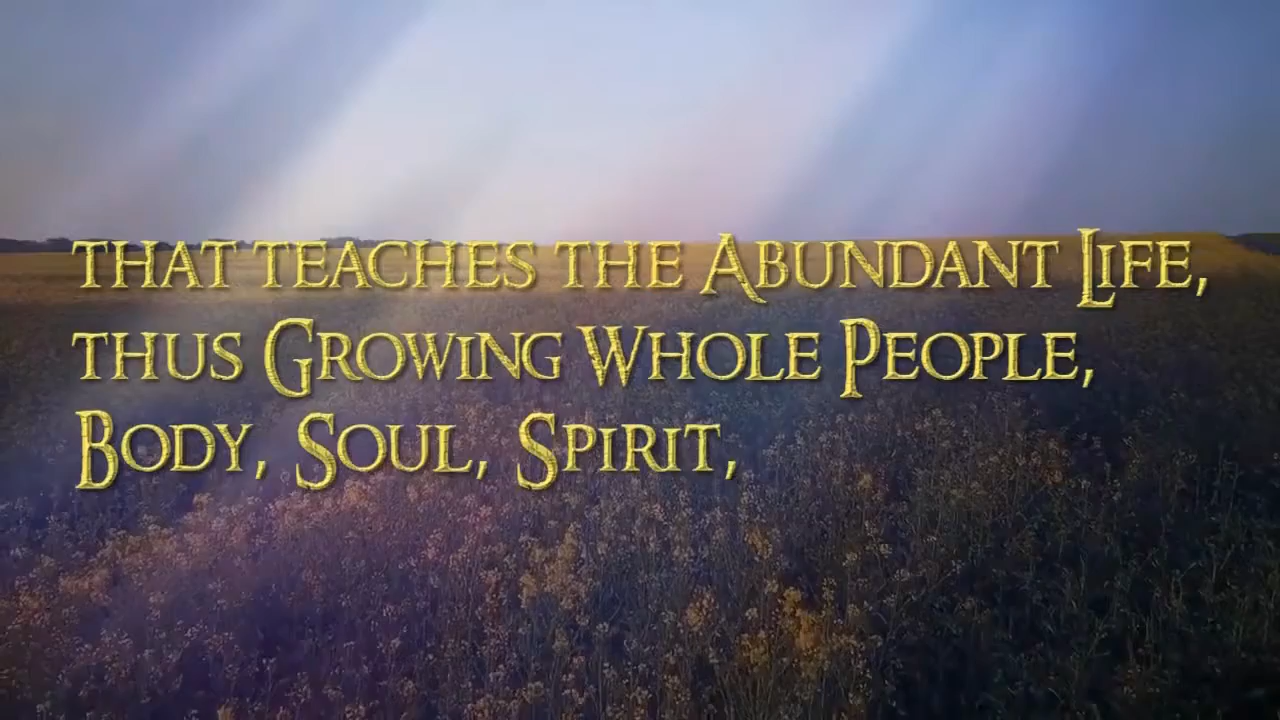 that teaches the Abundant Life,
thus Growing Whole People,
Body, Soul, Spirit,